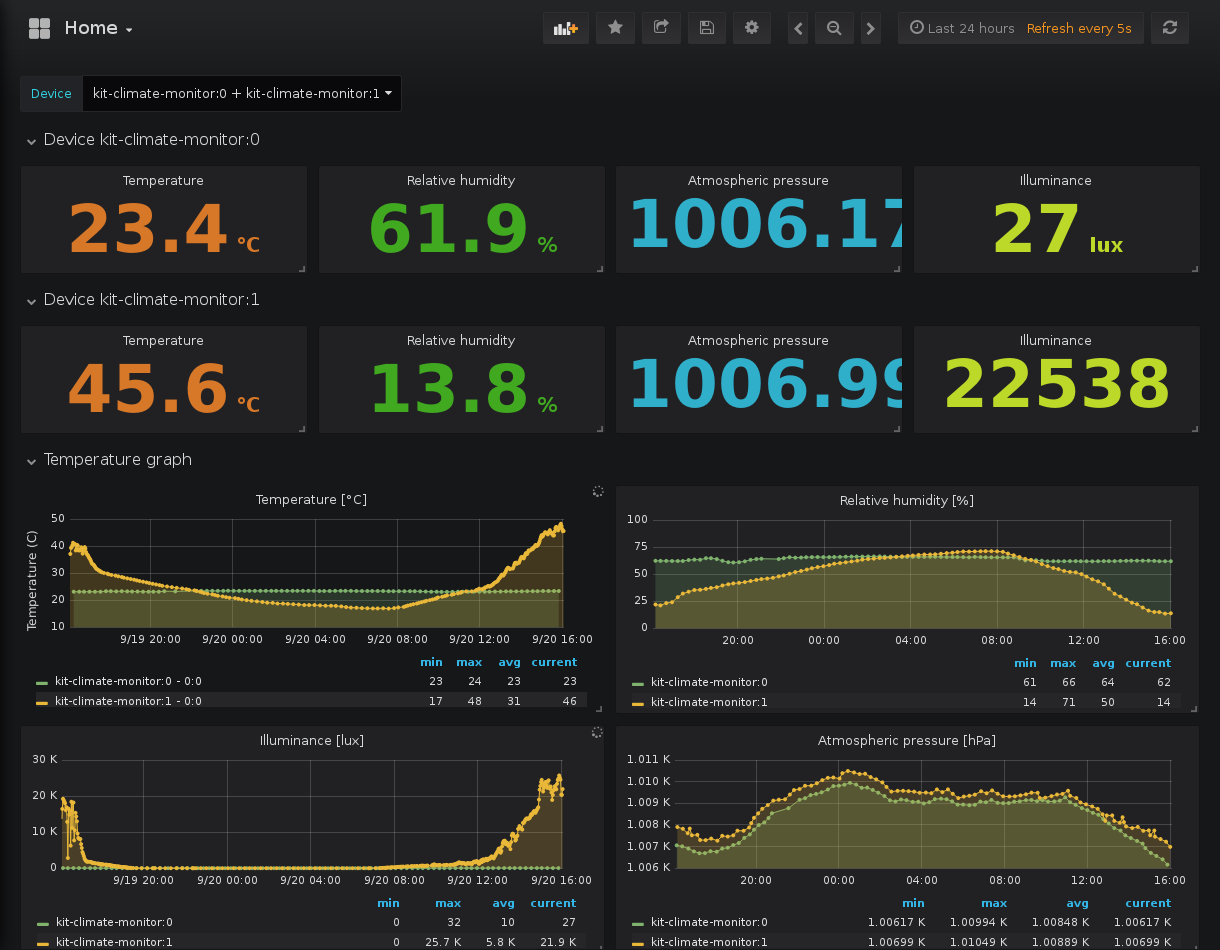 Home
Last 24 hours Refresh every 5s
Device kit-climate-monitor:0 + kit-climate-monitor:1
Device kit-climate-monitor:0
Temperature Relative humidity Atmospheric pressure Illuminance
23.4 °C 61.9 % 1006.17 27 lux
Device kit-climate-monitor:1
Temperature Relative humidity Atmospheric pressure Illuminance
45.6 °C 13.8 % 1006.99 22538
Temperature graph
Temperature [°C]
Temperature (C)
50
40
30
20
10
9/19 20:00 9/20 00:00 9/20 04:00 9/20 08:00 9/20 12:00 9/20 16:00
min max avg current
kit-climate-monitor:0 - 0:0 23 24 23 23
kit-climate-monitor:1 - 0:0 17 48 31 46
Relative humidity [%]
100
75
50
25
0
20:00 00:00 04:00 08:00 12:00 16:00
min max avg current
kit-climate-monitor:0 61 66 64 62
kit-climate-monitor:1 14 71 50 14
Illuminance [lux]
30 K
20 K
10 K
0
9/19 20:00 9/20 00:00 9/20 04:00 9/20 08:00 9/20 12:00 9/20 16:00
min max avg current
kit-climate-monitor:0 0 32 10 27
kit-climate-monitor:1 0 25.7 K 5.8 K 21.9 K
Atmospheric pressure [hPa]
1.011 K
1.010 K
1.009 K
1.008 K
1.007 K
1.006 K
20:00 00:00 04:00 08:00 12:00 16:00
min max avg current
kit-climate-monitor:0 1.00617 K 1.00994 K 1.00848 K 1.00617 K
kit-climate-monitor:1 1.00699 K 1.01049 K 1.00889 K 1.00699 K